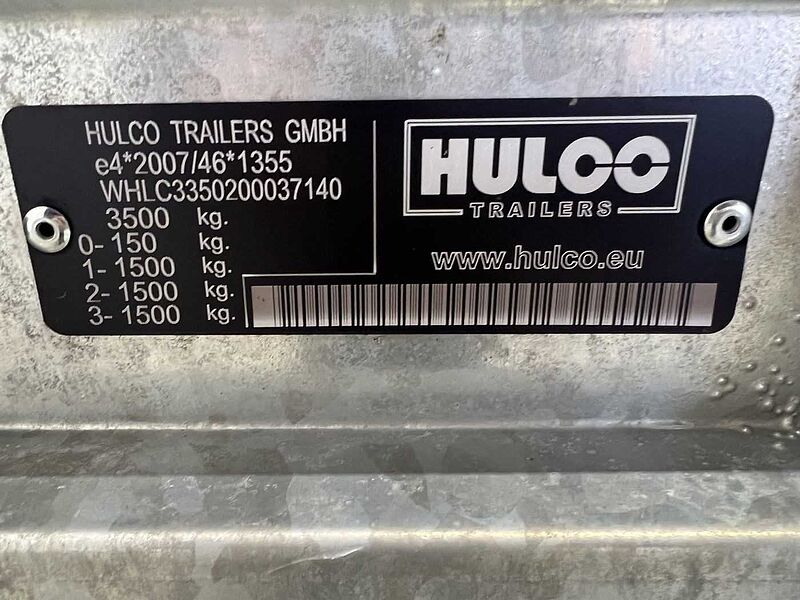 HULCO TRAILERS GMBH
e4*2007/46*1355
WHLC3350200037140
3500 kg.
0- 150 kg.
1- 1500 kg.
2- 1500 kg.
3- 1500 kg.
HULCO
TRAILERS
www.hulco.eu